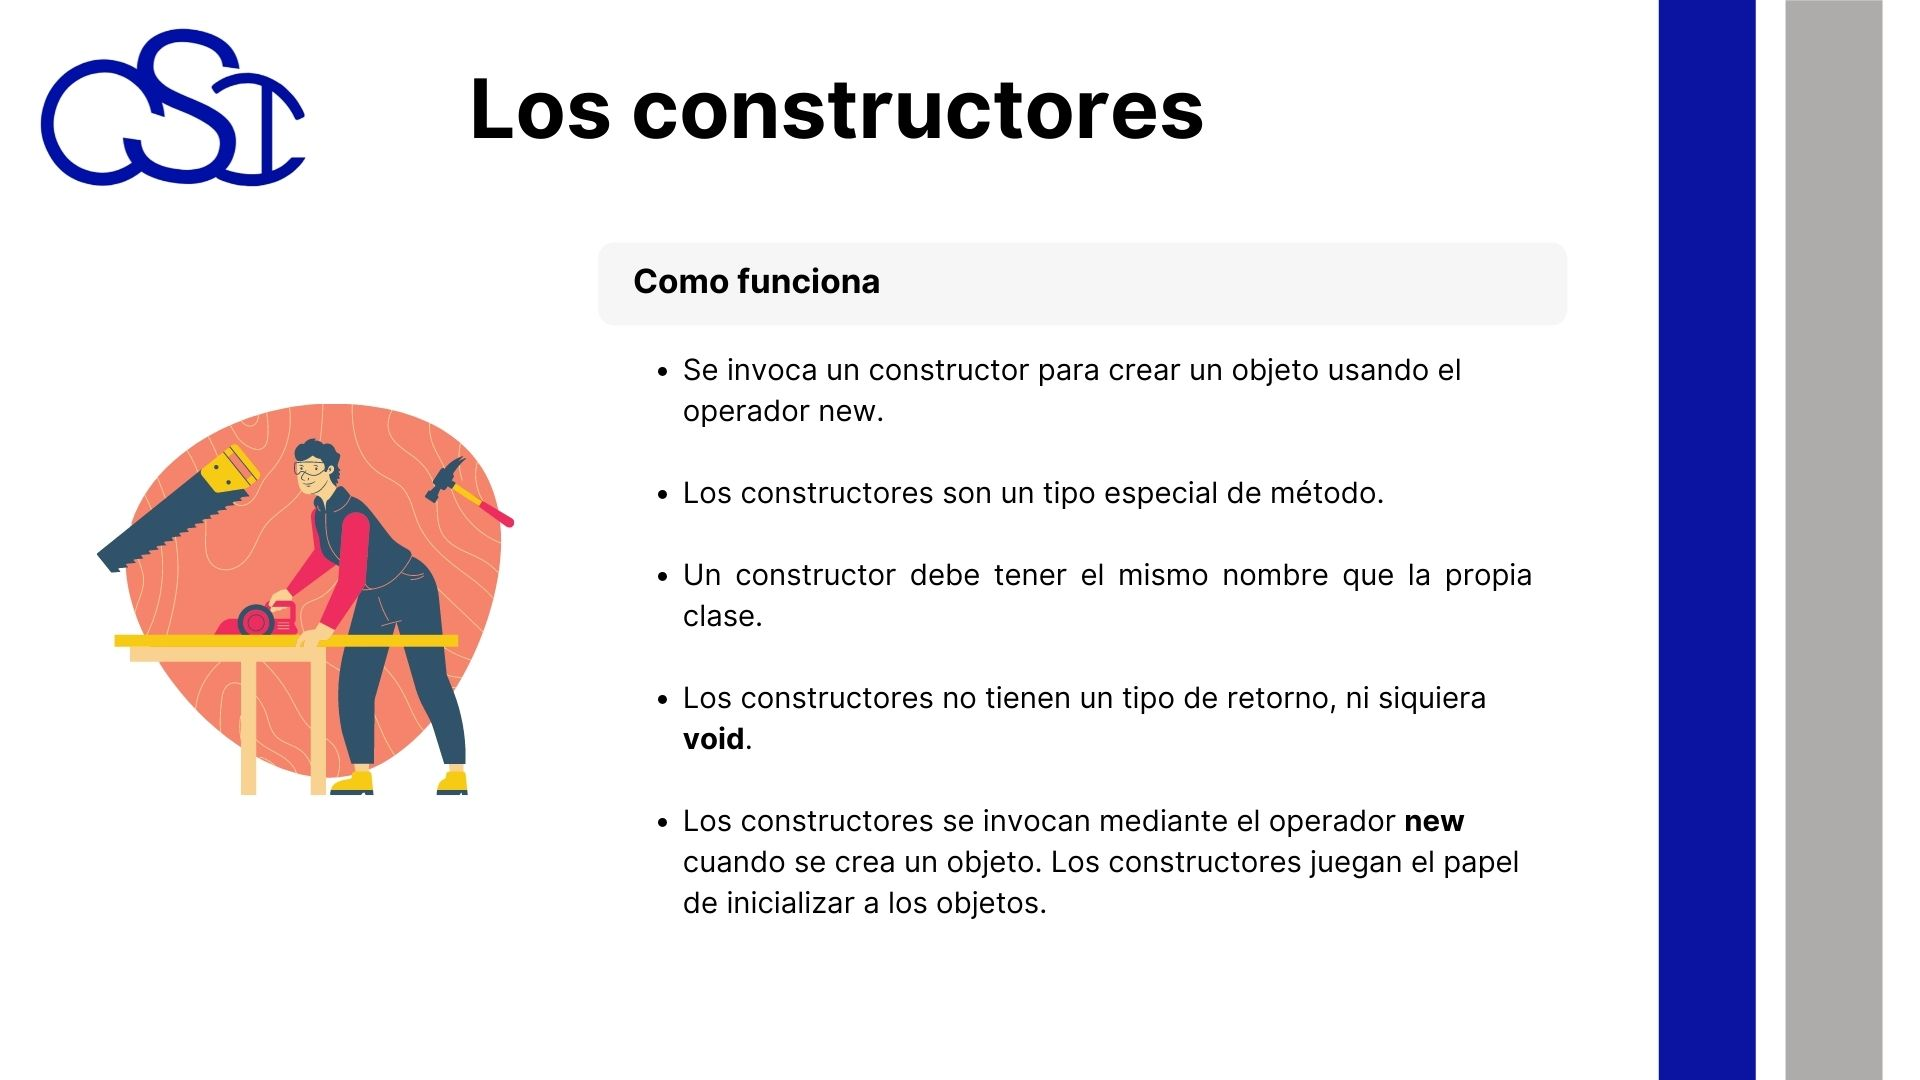 CSTI
Los constructores
Como funciona
Se invoca un constructor para crear un objeto usando el
operador new.
Los constructores son un tipo especial de método.
Un constructor debe tener el mismo nombre que la propia
clase.
Los constructores no tienen un tipo de retorno, ni siquiera
void.
Los constructores se invocan mediante el operador new
cuando se crea un objeto. Los constructores juegan el papel
de inicializar a los objetos.